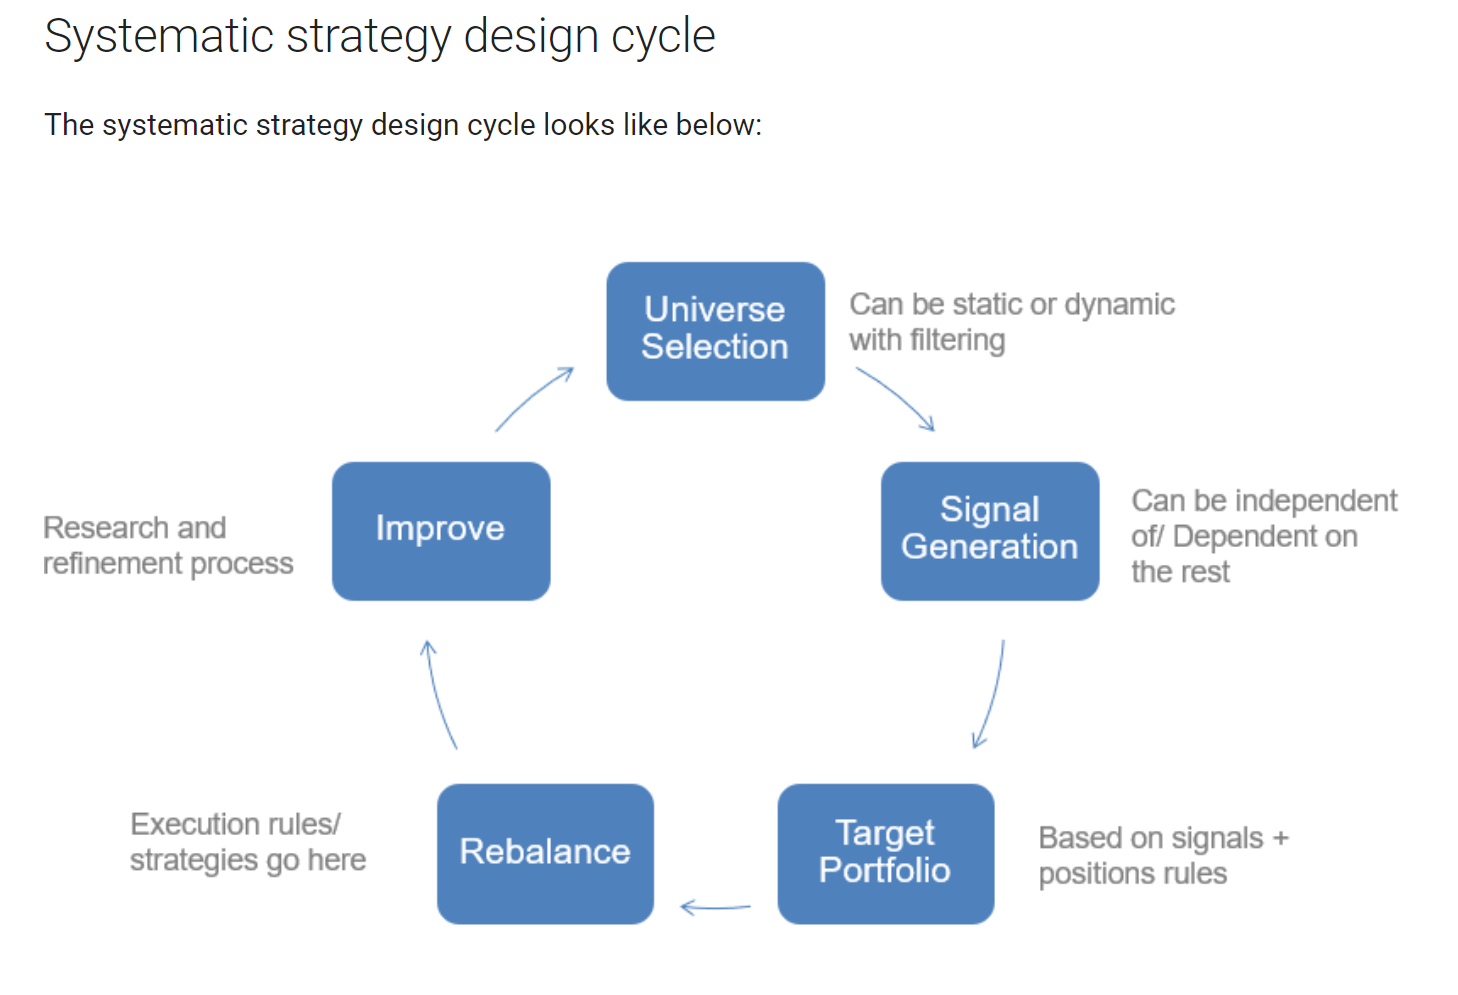 Systematic strategy design cycle
The systematic strategy design cycle looks like below:
Universe
Selection
Can be static or dynamic
with filtering
Signal
Generation
Can be independent
of/ Dependent on
the rest
Target
Portfolio
Based on signals +
positions rules
Rebalance
Execution rules/
strategies go here
Improve
Research and
refinement process